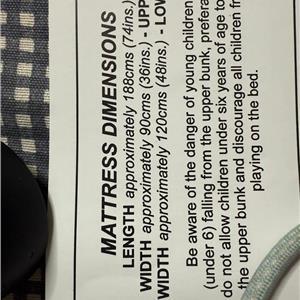 MATTRESS DIMENSIONS
LENGTH approximately 188cms (74ins.)
WIDTH approximately 90cms (36ins.) - UPP
WIDTH approximately 120cms (48ins.) - LOW
Be aware of the danger of young children
(under 6) falling from the upper bunk, prefera
do not allow children under six years of age to
the upper bunk and discourage all children fr
playing on the bed.